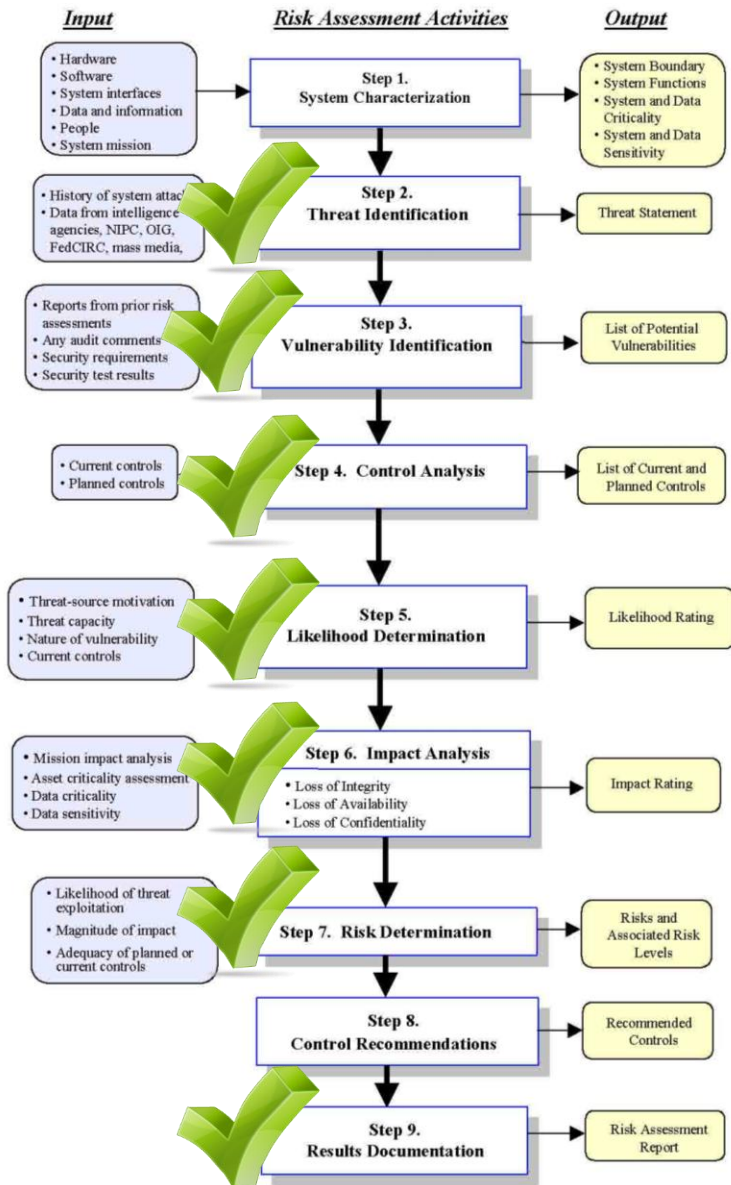 Input
Risk Assessment Activities
Output
• Hardware
• Software
• System interfaces
• Data and information
• People
• System mission
Step 1.
System Characterization
• System Boundary
• System Functions
• System and Data
Criticality
• System and Data
Sensitivity
• History of system
• Data from intelligence
agencies, NIPC, OIG,
FedCIRC, mass media,
Step 2.
Threat Identification
Threat Statement
• Reports from prior risk
assessments
• Any audit comments
• Security requirements
• Security test results
Step 3.
Vulnerability Identification
List of Potential
Vulnerabilities
• Current controls
• Planned controls
Step 4. Control Analysis
List of Current and
Planned Controls
• Threat-source motivation
• Threat capacity
• Nature of vulnerability
• Current controls
Step 5.
Likelihood Determination
Likelihood Rating
• Mission impact analysis
• Asset criticality assessment
• Data criticality
• Data sensitivity
Step 6. Impact Analysis
• Loss of Integrity
• Loss of Availability
• Loss of Confidentiality
Impact Rating
• Likelihood of threat
exploitation
• Magnitude of impact
• Adequacy of planned or
current controls
Step 7. Risk Determination
Risks and
Associated Risk
Levels
Step 8.
Control Recommendations
Recommended
Controls
Step 9.
Results Documentation
Risk Assessment
Report